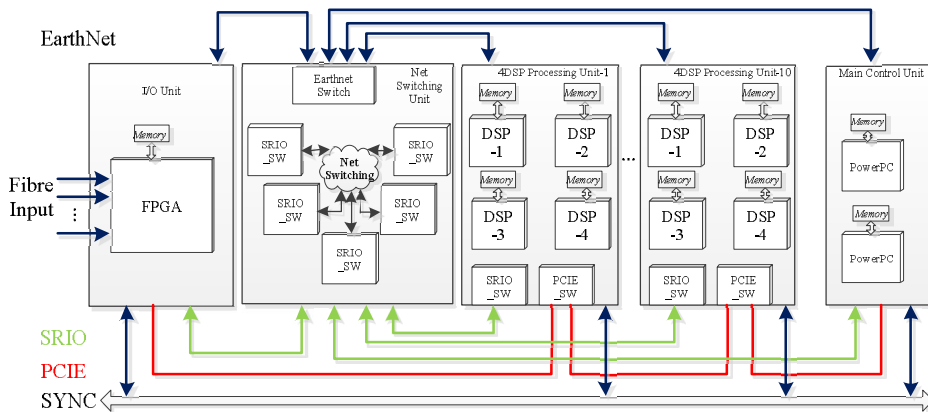 EarthNet
I/O Unit
Memory
FPGA
Fibre
Input
Earthnet
Switch
Net
Switching
Unit
SRIO
_SW
SRIO
_SW
Net
Switching
SRIO
_SW
SRIO
_SW
SRIO
_SW
4DSP Processing Unit-1
Memory
Memory
DSP
-1
DSP
-2
Memory
Memory
DSP
-3
DSP
-4
SRIO
_SW
PCIE
_SW
...
4DSP Processing Unit-10
Memory
Memory
DSP
-1
DSP
-2
Memory
Memory
DSP
-3
DSP
-4
SRIO
_SW
PCIE
_SW
Main Control Unit
Memory
PowerPC
Memory
PowerPC
SRIO
PCIE
SYNC